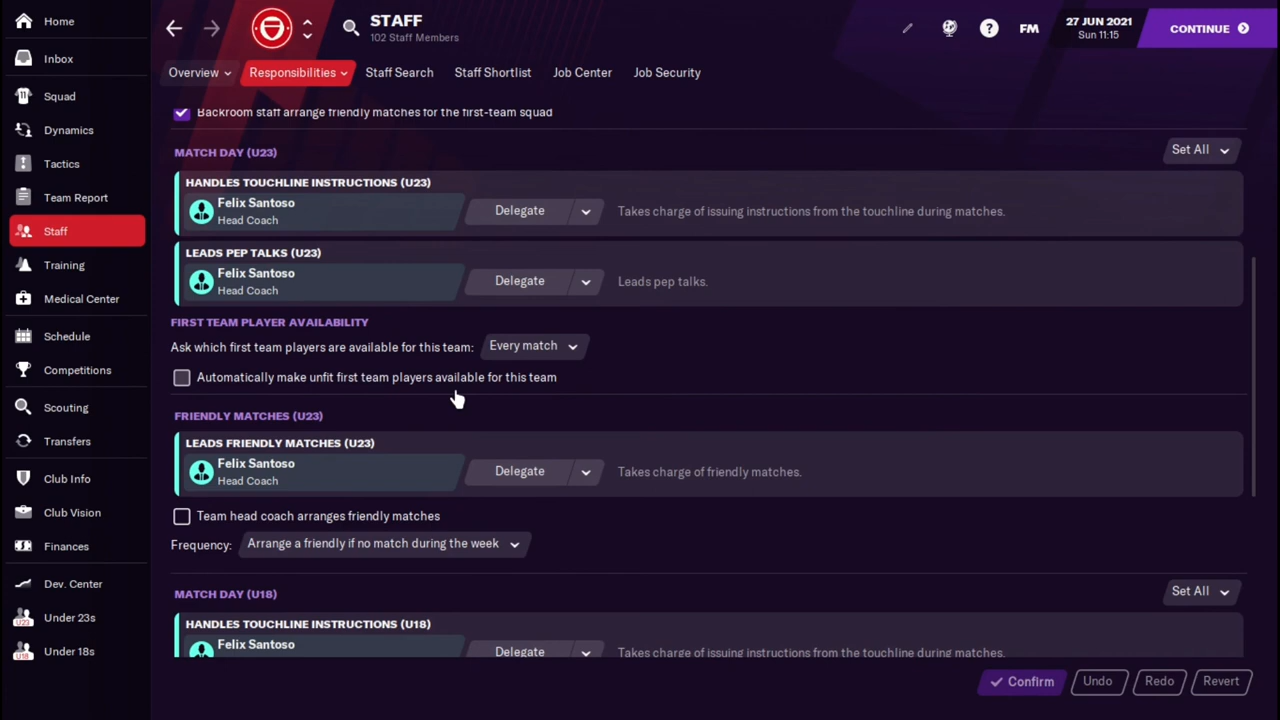 Home
Inbox
Squad
Dynamics
Tactics
Team Report
Staff
Training
Medical Center
Schedule
Competitions
Scouting
Transfers
Club Info
Club Vision
Finances
Dev. Center
U23
Under 23s
U18
Under 18s
STAFF
102 Staff Members
?
FM
27 JUN 2021
Sun 11:15
CONTINUE
Overview
Responsibilities
Staff Search
Staff Shortlist
Job Center
Job Security
Backroom staff arrange friendly matches for the first-team squad
MATCH DAY (U23)
Set All
HANDLES TOUCHLINE INSTRUCTIONS (U23)
Felix Santoso
Head Coach
Delegate
Takes charge of issuing instructions from the touchline during matches.
LEADS PEP TALKS (U23)
Felix Santoso
Head Coach
Delegate
Leads pep talks.
FIRST TEAM PLAYER AVAILABILITY
Ask which first team players are available for this team:
Every match
Automatically make unfit first team players available for this team
FRIENDLY MATCHES (U23)
LEADS FRIENDLY MATCHES (U23)
Felix Santoso
Head Coach
Delegate
Takes charge of friendly matches.
Team head coach arranges friendly matches
Frequency:
Arrange a friendly if no match during the week
MATCH DAY (U18)
Set All
HANDLES TOUCHLINE INSTRUCTIONS (U18)
Felix Santoso
Delegate
Takes charge of issuing instructions from the touchline during matches.
Confirm
Undo
Redo
Revert